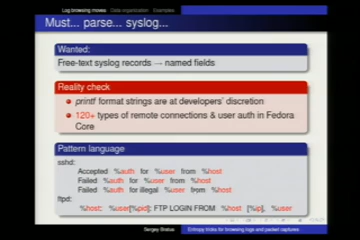 Log browsing moves Data organization Examples
Must... parse... syslog...
Wanted:
Free-text syslog records → named fields
Reality check
printf format strings are at developers' discretion
120+ types of remote connections & user auth in Fedora
Core
Pattern language
sshd:
Accepted %auth for %user from %host
Failed %auth for %user from %host
Failed %auth for illegal %user from %host
ftpd:
%host: %user[%pid]: FTP LOGIN FROM %host [%ip], %user
Sergey Bratus Entropy tricks for browsing logs and packet captures